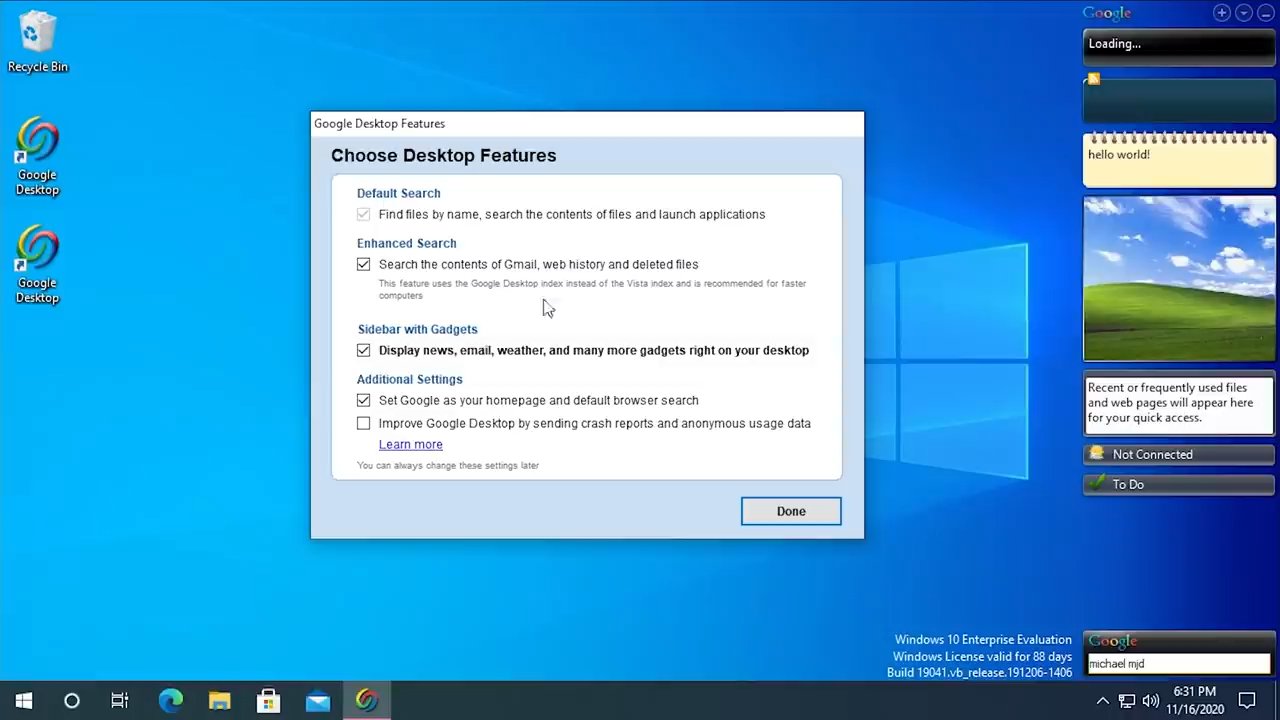 Recycle Bin
Google
Desktop
Google
Desktop
Google Desktop Features
Choose Desktop Features
Default Search
Find files by name, search the contents of files and launch applications
Enhanced Search
Search the contents of Gmail, web history and deleted files
This feature uses the Google Desktop index instead of the Vista index and is recommended for faster
computers
Sidebar with Gadgets
Display news, email, weather, and many more gadgets right on your desktop
Additional Settings
Set Google as your homepage and default browser search
Improve Google Desktop by sending crash reports and anonymous usage data
Learn more
You can always change these settings later
Done
Google
Loading...
hello world!
Recent or frequently used files
and web pages will appear here
for your quick access.
Not Connected
To Do
Windows 10 Enterprise Evaluation
Windows License valid for 88 days
Build 19041.vb_release.191206-1406
Google
michael mjd
6:31 PM
11/16/2020